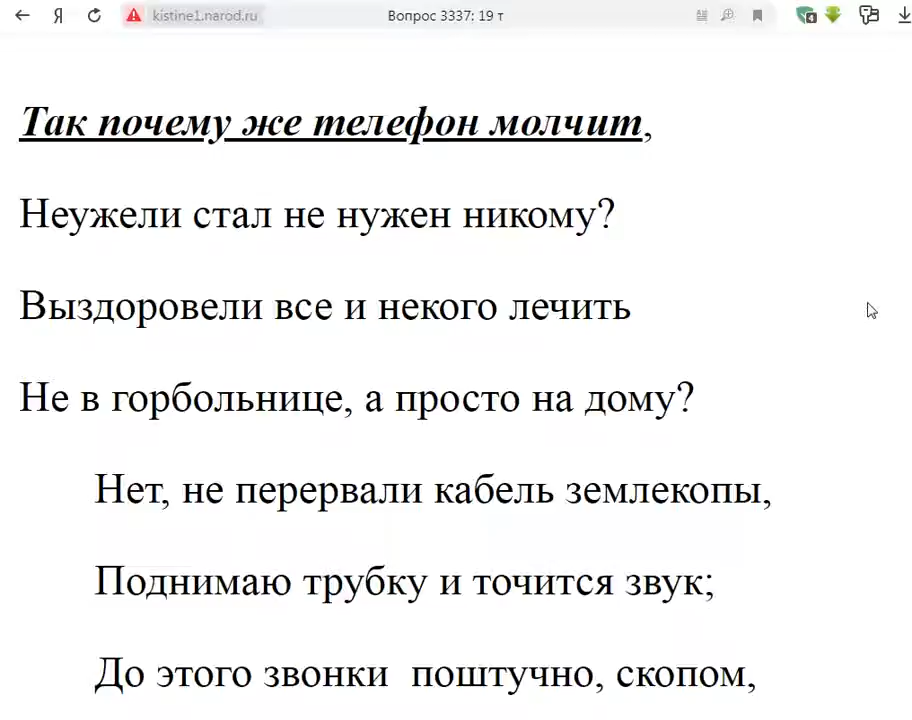 Я kistine1.narod.ru Вопрос 3337: 19 т
Так почему же телефон молчит,
Неужели стал не нужен никому?
Выздоровели все и некого лечить
Не в горбольнице, а просто на дому?
Нет, не перервали кабель землекопы,
Поднимаю трубку и точится звук;
До этого звонки поштучно, скопом,